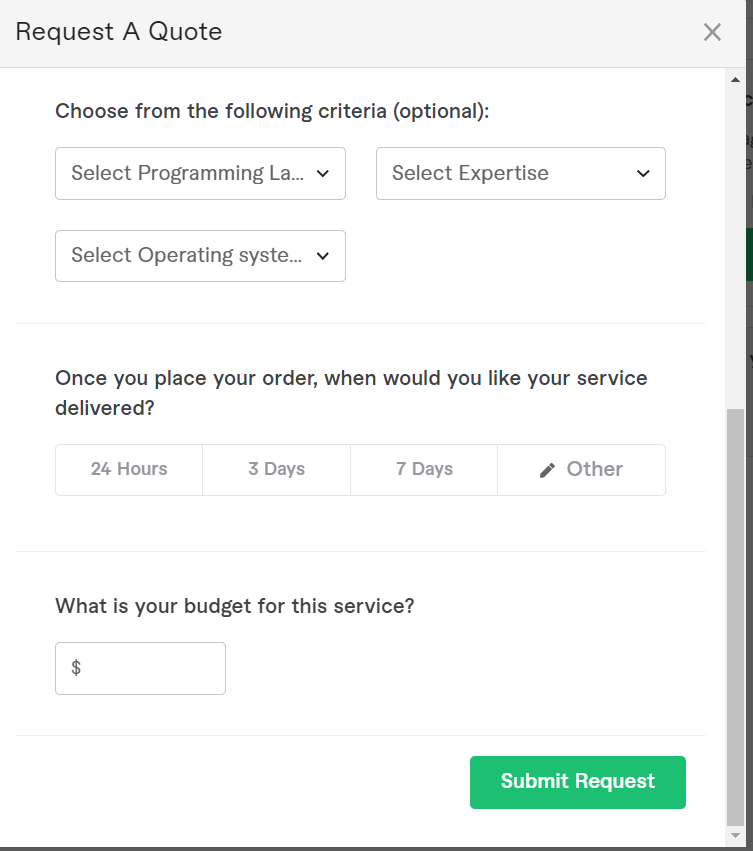 Request A Quote
Choose from the following criteria (optional):
Select Programming La...
Select Expertise
Select Operating syste...
Once you place your order, when would you like your service
delivered?
24 Hours
3 Days
7 Days
Other
What is your budget for this service?
$
Submit Request